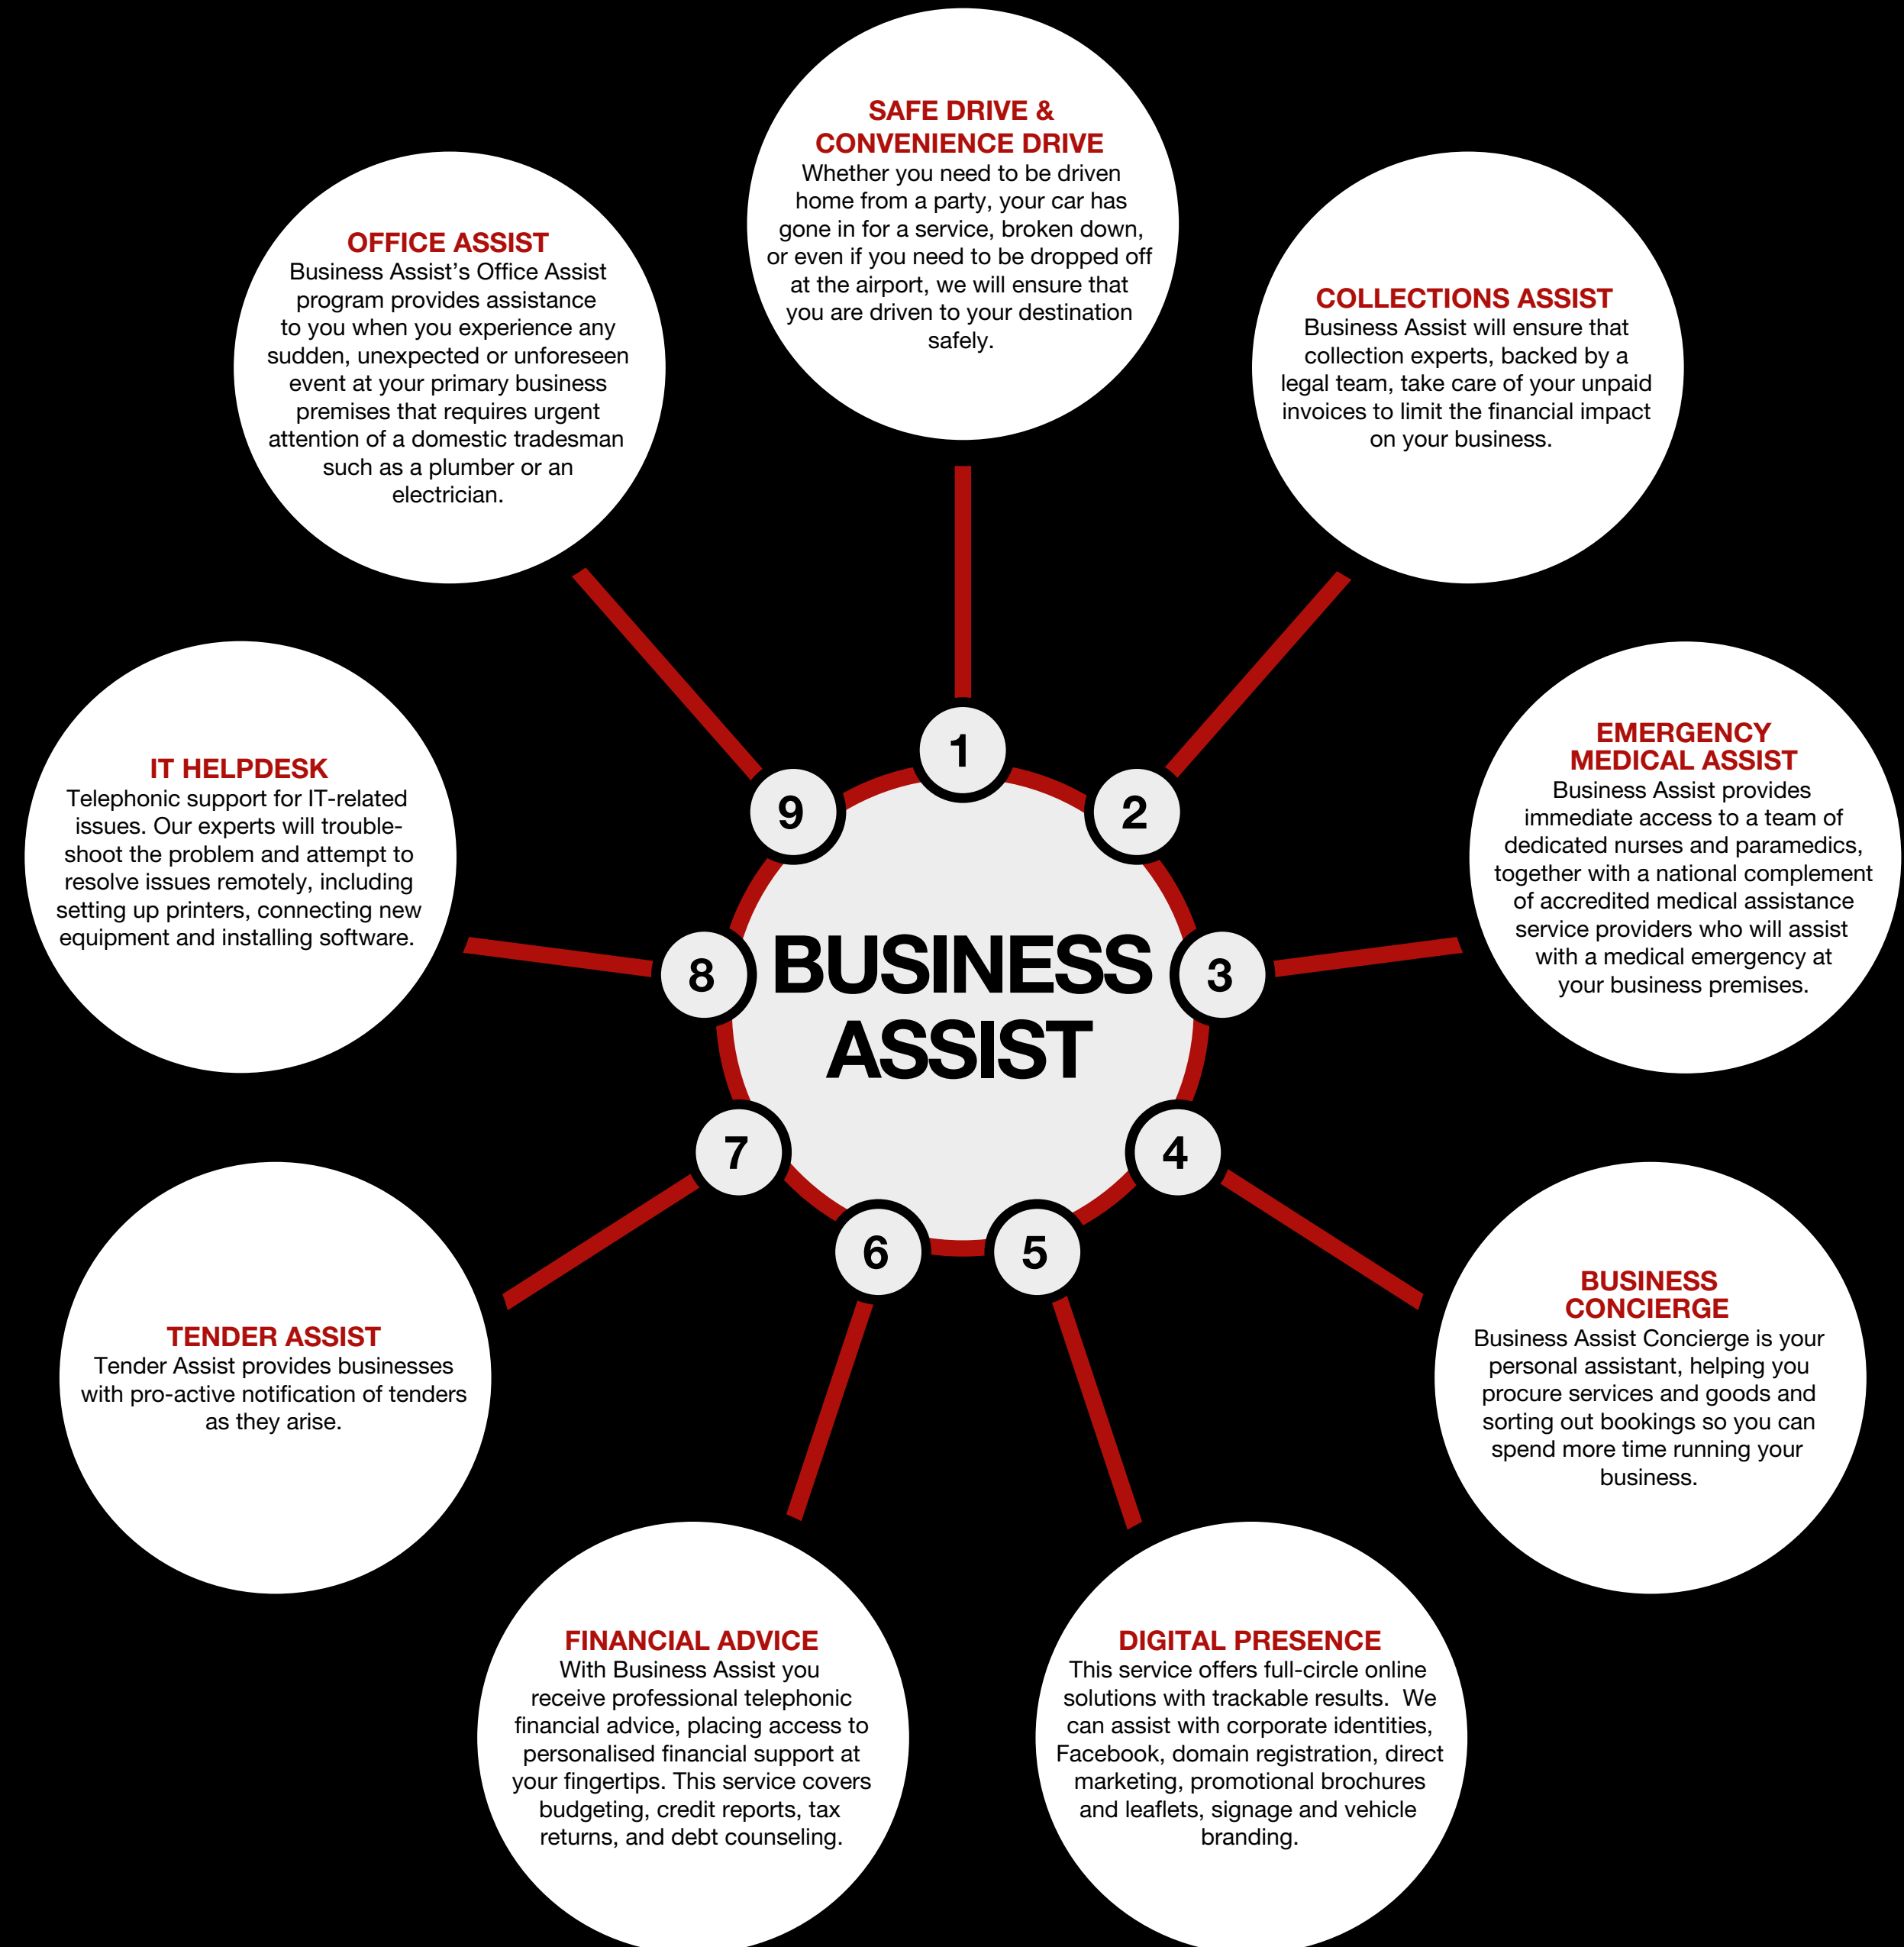 SAFE DRIVE &
CONVENIENCE DRIVE
Whether you need to be driven
home from a party, your car has
gone in for a service, broken down,
or even if you need to be dropped off
at the airport, we will ensure that
you are driven to your destination
safely.
OFFICE ASSIST
Business Assist's Office Assist
program provides assistance
to you when you experience any
sudden, unexpected or unforeseen
event at your primary business
premises that requires urgent
attention of a domestic tradesman
such as a plumber or an
electrician.
COLLECTIONS ASSIST
Business Assist will ensure that
collection experts, backed by a
legal team, take care of your unpaid
invoices to limit the financial impact
on your business.
IT HELPDESK
Telephonic support for IT-related
issues. Our experts will trouble-
shoot the problem and attempt to
resolve issues remotely, including
setting up printers, connecting new
equipment and installing software.
EMERGENCY
MEDICAL ASSIST
Business Assist provides
immediate access to a team of
dedicated nurses and paramedics,
together with a national complement
of accredited medical assistance
service providers who will assist
with a medical emergency at
your business premises.
1
9
2
8
3
BUSINESS
ASSIST
7
4
6
5
TENDER ASSIST
Tender Assist provides businesses
with pro-active notification of tenders
as they arise.
BUSINESS
CONCIERGE
Business Assist Concierge is your
personal assistant, helping you
procure services and goods and
sorting out bookings so you can
spend more time running your
business.
FINANCIAL ADVICE
With Business Assist you
receive professional telephonic
financial advice, placing access to
personalised financial support at
your fingertips. This service covers
budgeting, credit reports, tax
returns, and debt counseling.
DIGITAL PRESENCE
This service offers full-circle online
solutions with trackable results.  We
can assist with corporate identities,
Facebook, domain registration, direct
marketing, promotional brochures
and leaflets, signage and vehicle
branding.